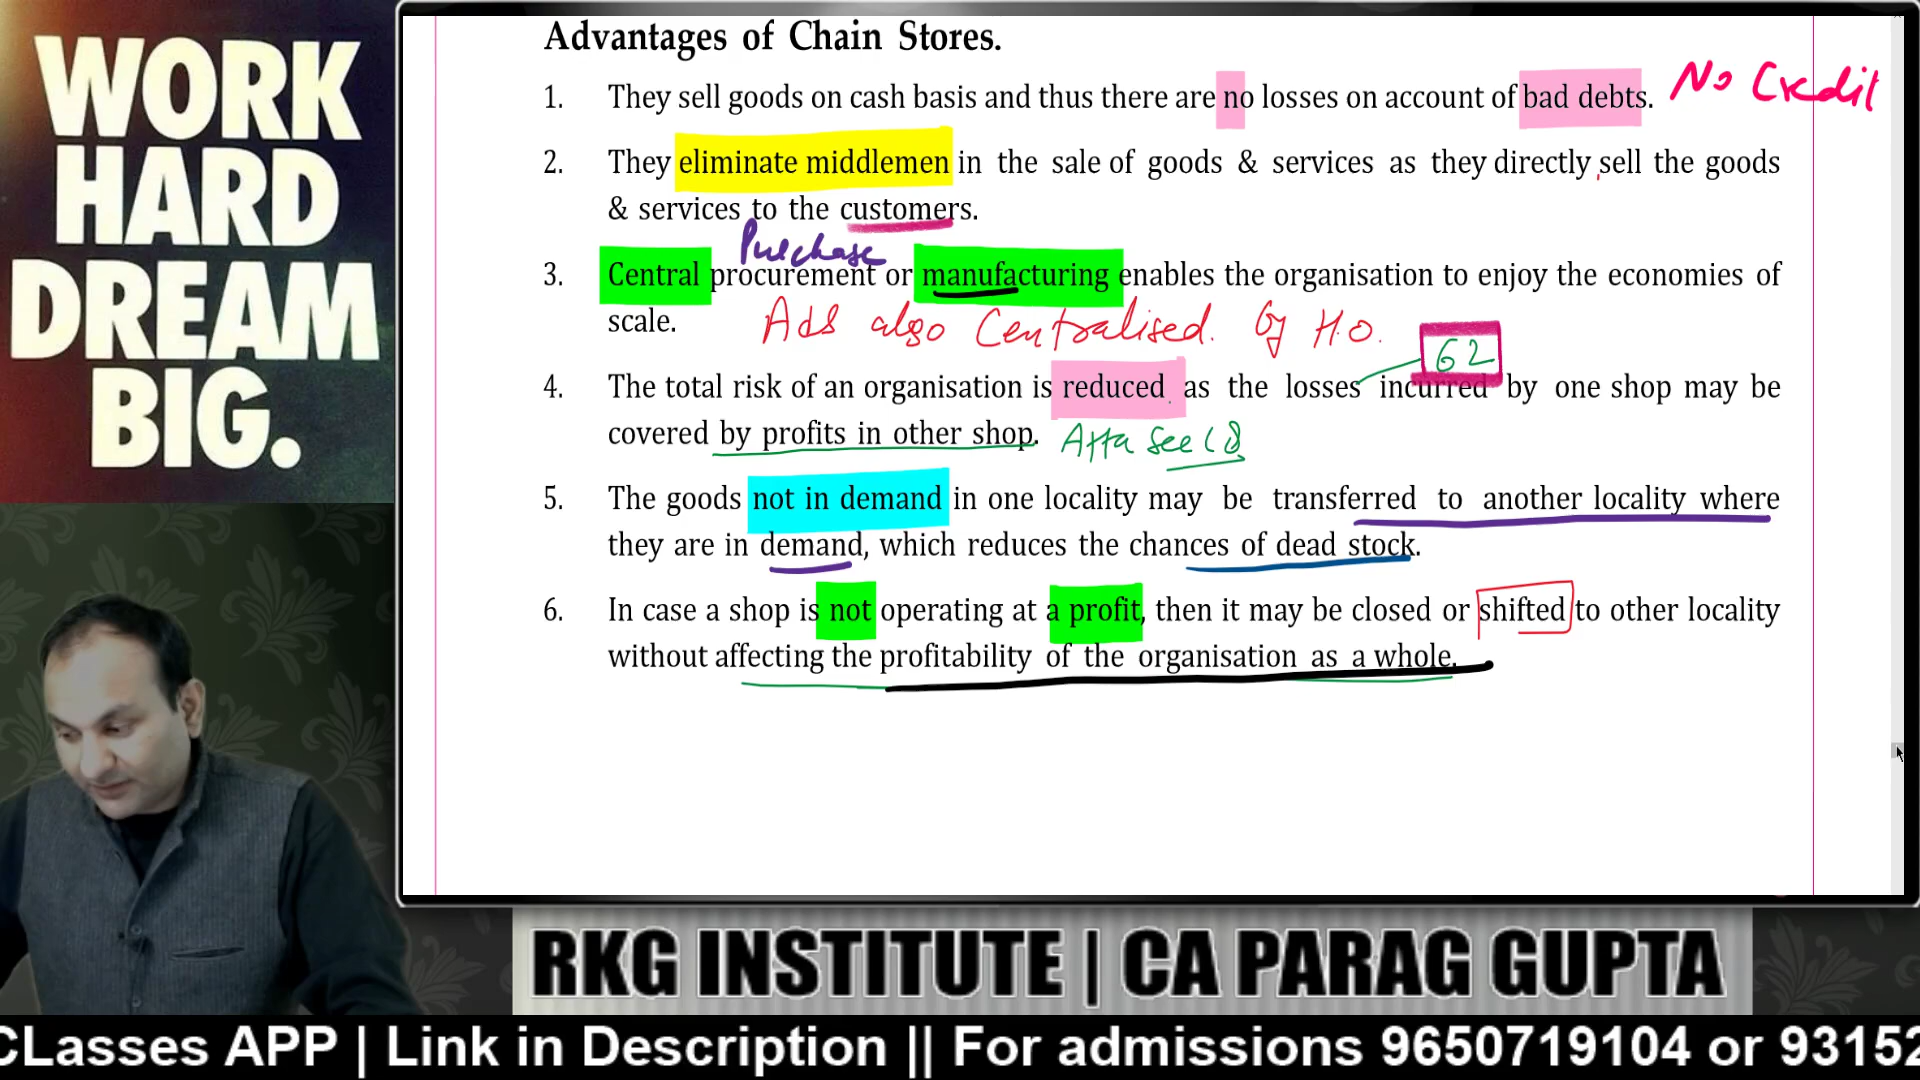 WORK
HARD
DREAM
BIG.
Advantages of Chain Stores.
1. They sell goods on cash basis and thus there are no losses on account of bad debts. No Credit
2. They eliminate middlemen in the sale of goods & services as they directly sell the goods
& services to the customers.
Purchase
3. Central procurement or manufacturing enables the organisation to enjoy the economies of
scale. Ads also Centralised. by H.O.
62
4. The total risk of an organisation is reduced as the losses incurred by one shop may be
covered by profits in other shop. Atta Sec 18
5. The goods not in demand in one locality may be transferred to another locality where
they are in demand, which reduces the chances of dead stock.
6. In case a shop is not operating at a profit, then it may be closed or shifted to other locality
without affecting the profitability of the organisation as a whole.
RKG INSTITUTE | CA PARAG GUPTA
CLasses APP | Link in Description || For admissions 9650719104 or 93152